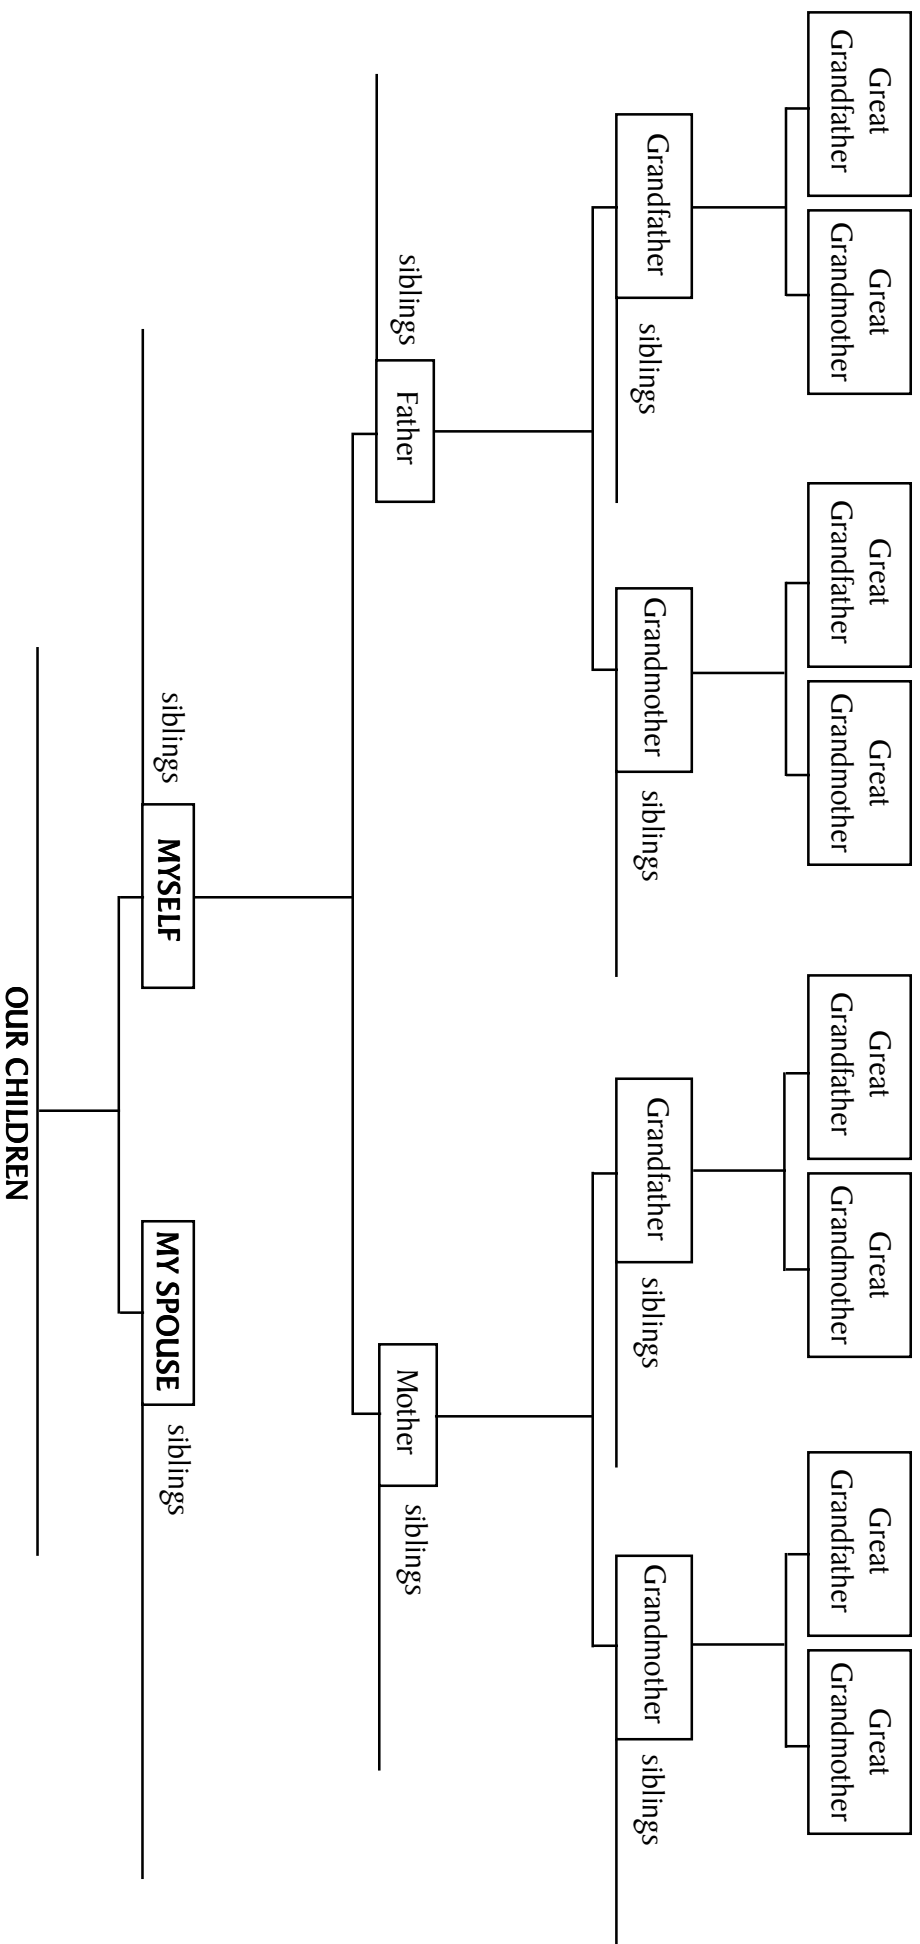 Great
Grandfather
Great
Grandmother
Great
Grandfather
Great
Grandmother
Great
Grandfather
Great
Grandmother
Great
Grandfather
Great
Grandmother
Grandfather
siblings
Grandmother
siblings
Grandfather
siblings
Grandmother
siblings
siblings
Father
Mother
siblings
siblings
MYSELF
MY SPOUSE
siblings
OUR CHILDREN